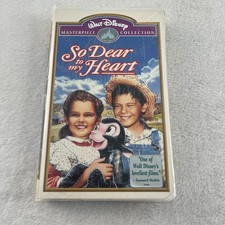 WALT DISNEY
MASTERPIECE COLLECTION
So Dear
to my
Heart
"One of
Walt Disney's
loveliest films."